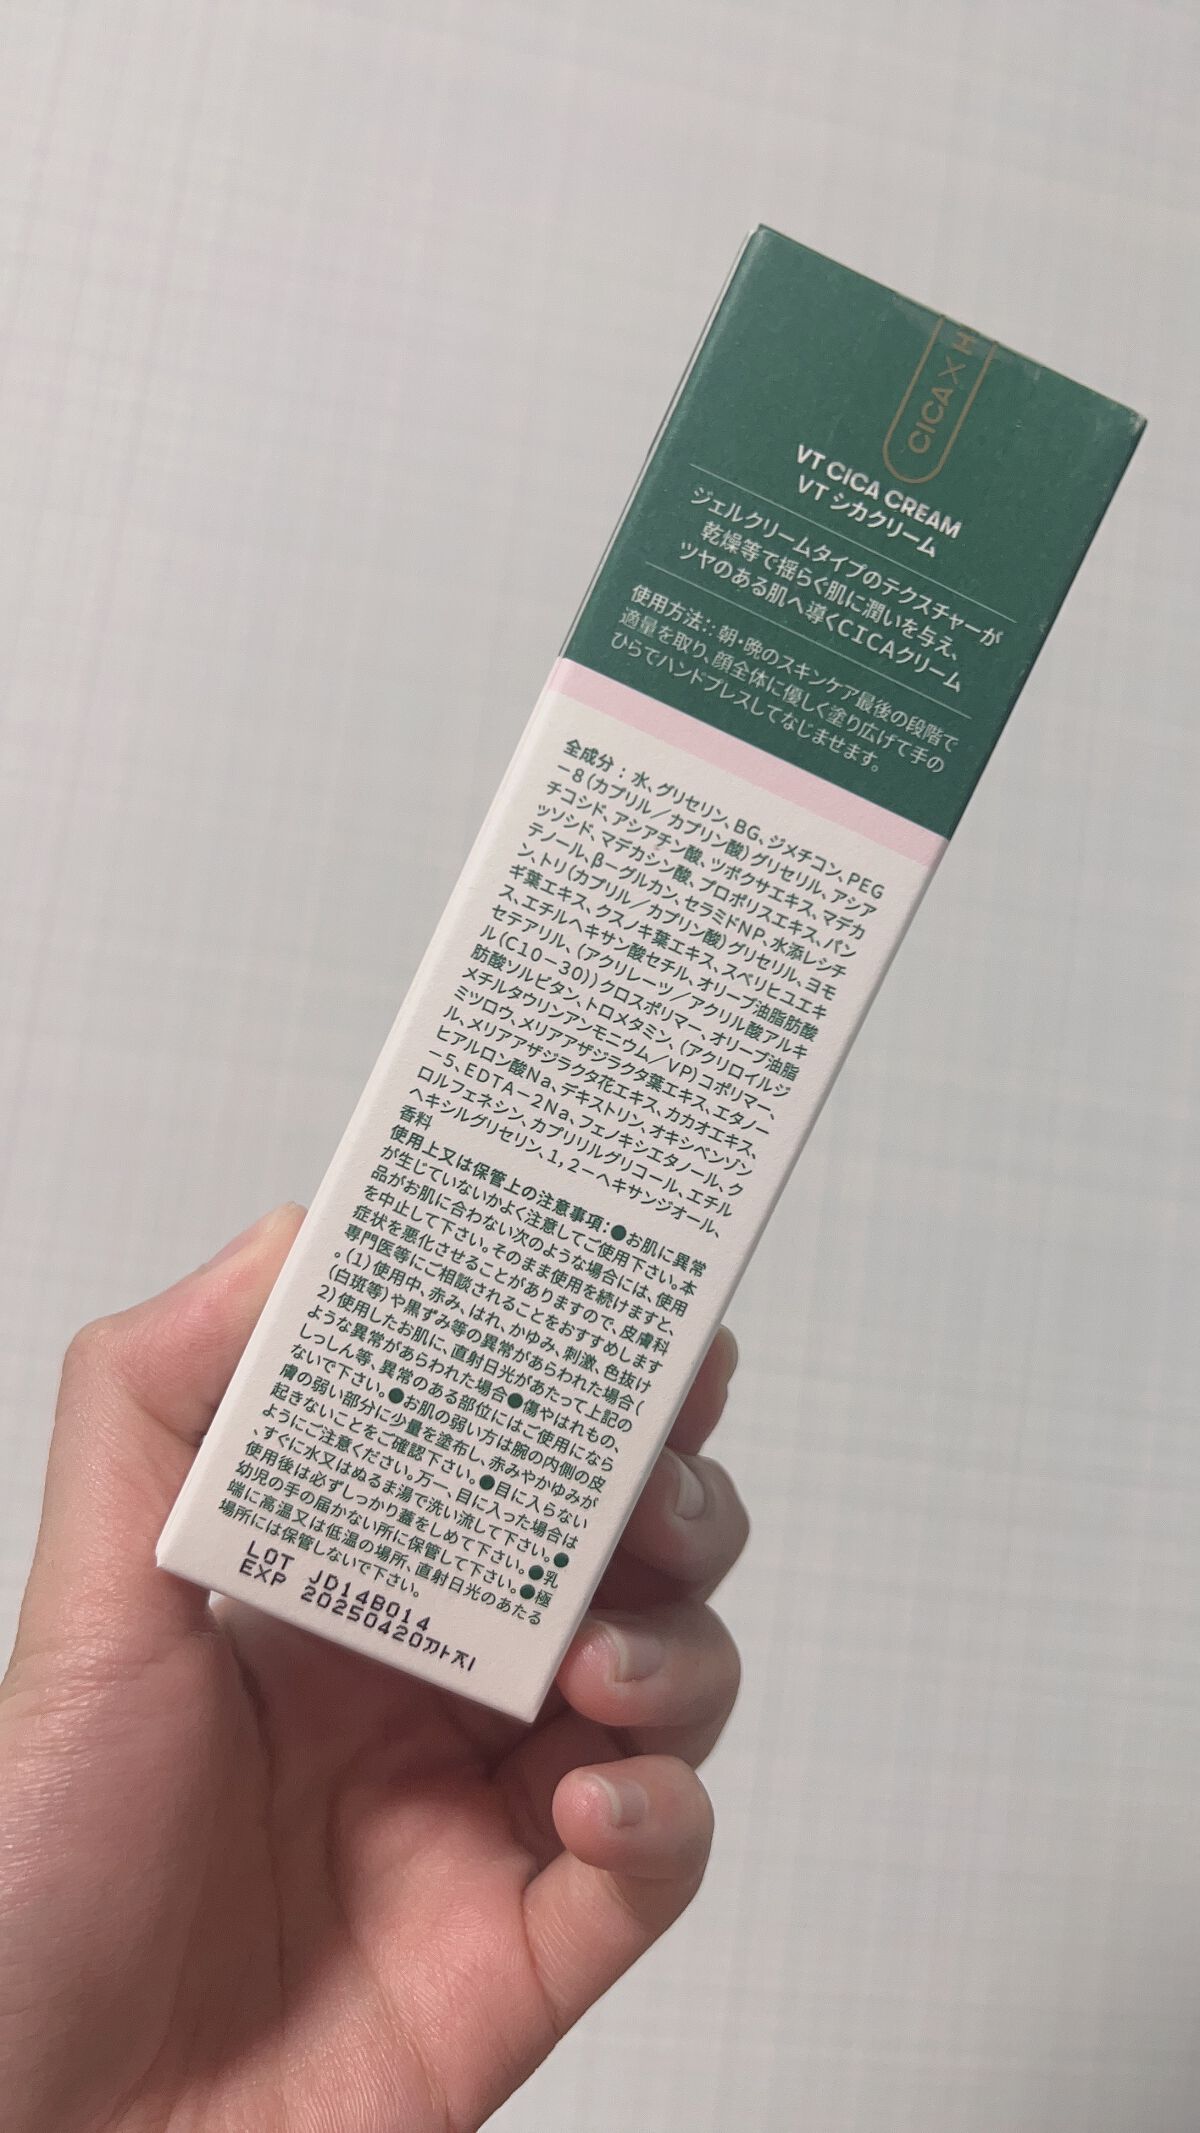 CICA
VT CICA CREAM
VT シカクリーム
ジェルクリームタイプのテクスチャーが
乾燥等で揺らぐ肌に潤いを与え、
ツヤのある肌へ導くCICAクリーム
使用方法:：朝・晩のスキンケア最後の段階で
適量を取り、顔全体に優しく塗り広げて手の
ひらでハンドプレスしてなじませます。
全成分：水、グリセリン、BG、ジメチコン、PEG
－8（カプリル／カプリン酸）グリセリル、アシア
チコシド、アシアチン酸、ツボクサエキス、マデカ
ッソシド、マデカシン酸、プロポリスエキス、パン
テノール、β－グルカン、セラミドNP、水添レシチ
ン、トリ（カプリル／カプリン酸）グリセリル、ヨモ
ギ葉エキス、クスノキ葉エキス、スベリヒユエキ
ス、エチルヘキサン酸セチル、オリーブ油脂肪酸
セテアリル、（アクリレーツ／アクリル酸アルキ
ル（C10－30））クロスポリマー、オリーブ油脂
肪酸ソルビタン、トロメタミン、（アクリロイルジ
メチルタウリンアンモニウム／VP）コポリマー、
ミツロウ、メリアアザジラクタ葉エキス、エタノー
ル、メリアアザジラクタ花エキス、カカオエキス、
ヒアルロン酸Na、デキストリン、オキシベンゾン
－5、EDTA－2Na、フェノキシエタノール、ク
ロルフェネシン、カプリリルグリコール、エチル
ヘキシルグリセリン、1，2－ヘキサンジオール、
香料
使用上又は保管上の注意事項：●お肌に異常
が生じていないかよく注意してご使用下さい。本
品がお肌に合わない次のような場合には、使用
を中止して下さい。そのまま使用を続けますと、
症状を悪化させることがありますので、皮膚科
専門医等にご相談されることをおすすめします
。（1）使用中、赤み、はれ、かゆみ、刺激、色抜け
（白斑等）や黒ずみ等の異常があらわれた場合（
2）使用したお肌に、直射日光があたって上記の
ような異常があらわれた場合●傷やはれもの、
しっしん等、異常のある部位にはご使用になら
ないで下さい。●お肌の弱い方は腕の内側の皮
膚の弱い部分に少量を塗布し、赤みやかゆみが
起きないことをご確認下さい。●目に入らない
ようにご注意ください。万一、目に入った場合は
、すぐに水又はぬるま湯で洗い流して下さい。●
使用後は必ずしっかり蓋をしめて下さい。●乳
幼児の手の届かない所に保管して下さい。●極
端に高温又は低温の場所、直射日光のあたる
場所には保管しないで下さい。
LOT JD14B014
EXP 20250420까지